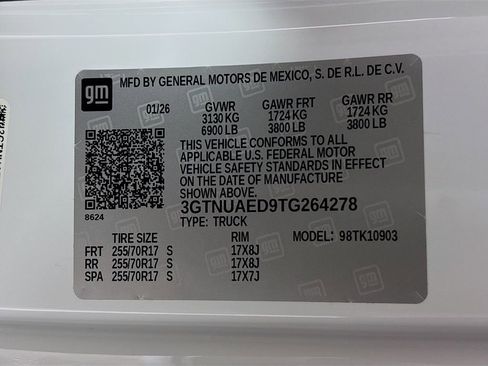 gm
MFD BY GENERAL MOTORS DE MEXICO, S. DE R.L. DE C.V.
01/26 GVWR GAWR FRT GAWR RR
3130 KG 1724 KG 1724 KG
6900 LB 3800 LB 3800 LB
THIS VEHICLE CONFORMS TO ALL
APPLICABLE U.S. FEDERAL MOTOR
VEHICLE SAFETY STANDARDS IN EFFECT
ON THE DATE OF MANUFACTURE
SHOWN ABOVE.
8624
3GTNUAED9TG264278
TYPE: TRUCK
TIRE SIZE RIM MODEL: 98TK10903
FRT 255/70R17 S 17X8J
RR 255/70R17 S 17X8J
SPA 255/70R17 S 17X7J